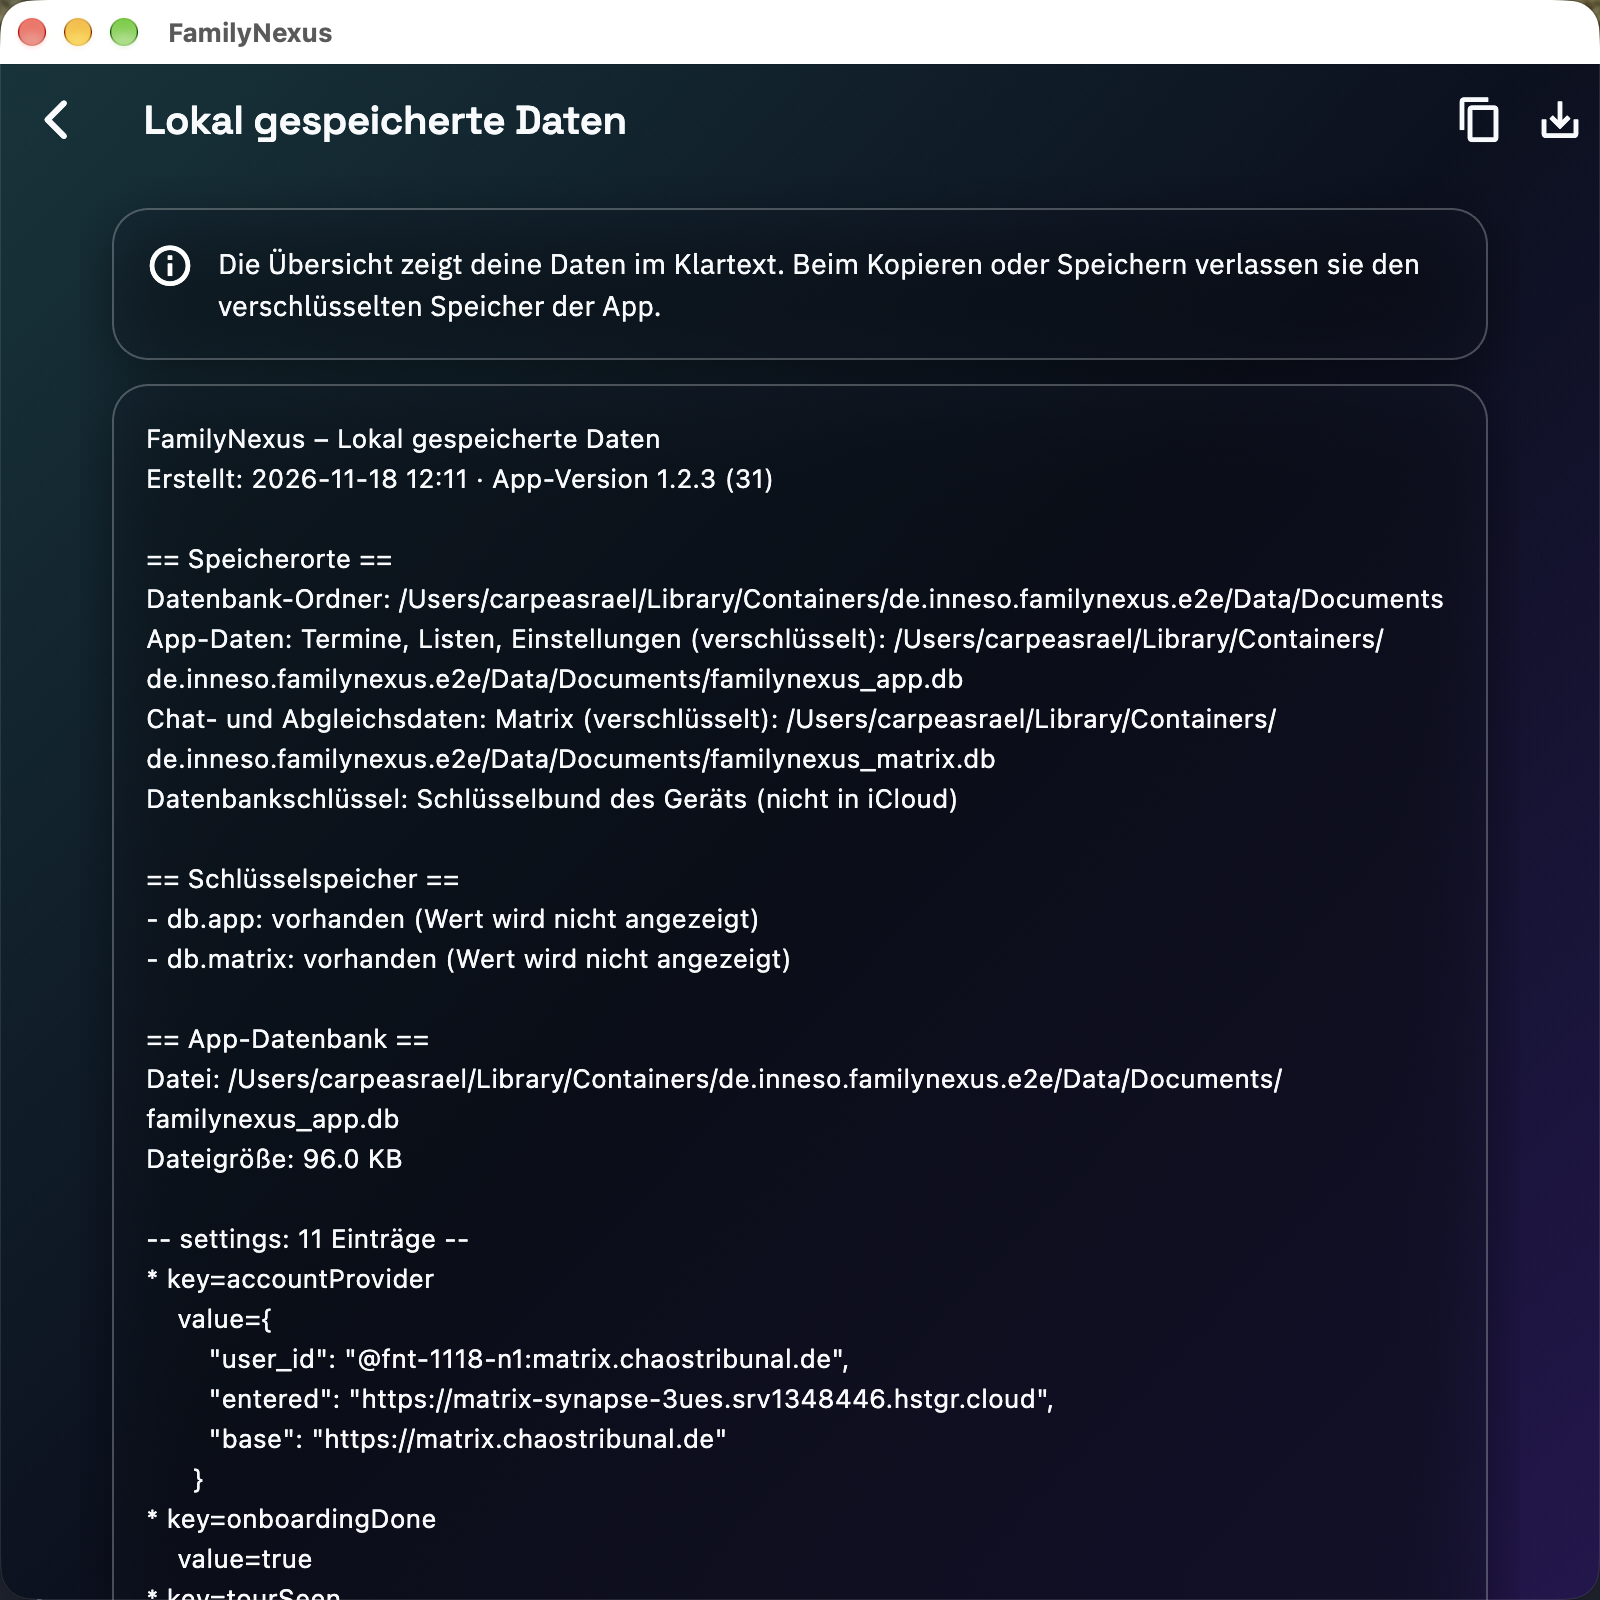 FamilyNexus
Lokal gespeicherte Daten
Die Übersicht zeigt deine Daten im Klartext. Beim Kopieren oder Speichern verlassen sie den
verschlüsselten Speicher der App.
FamilyNexus – Lokal gespeicherte Daten
Erstellt: 2026-11-18 12:11 · App-Version 1.2.3 (31)
== Speicherorte ==
Datenbank-Ordner: /Users/carpeasrael/Library/Containers/de.inneso.familynexus.e2e/Data/Documents
App-Daten: Termine, Listen, Einstellungen (verschlüsselt): /Users/carpeasrael/Library/Containers/
de.inneso.familynexus.e2e/Data/Documents/familynexus_app.db
Chat- und Abgleichsdaten: Matrix (verschlüsselt): /Users/carpeasrael/Library/Containers/
de.inneso.familynexus.e2e/Data/Documents/familynexus_matrix.db
Datenbankschlüssel: Schlüsselbund des Geräts (nicht in iCloud)
== Schlüsselspeicher ==
- db.app: vorhanden (Wert wird nicht angezeigt)
- db.matrix: vorhanden (Wert wird nicht angezeigt)
== App-Datenbank ==
Datei: /Users/carpeasrael/Library/Containers/de.inneso.familynexus.e2e/Data/Documents/
familynexus_app.db
Dateigröße: 96.0 KB
-- settings: 11 Einträge --
* key=accountProvider
value={
"user_id": "@fnt-1118-n1:matrix.chaostribunal.de",
"entered": "https://matrix-synapse-3ues.srv1348446.hstgr.cloud",
"base": "https://matrix.chaostribunal.de"
}
* key=onboardingDone
value=true
* key=tourSeen